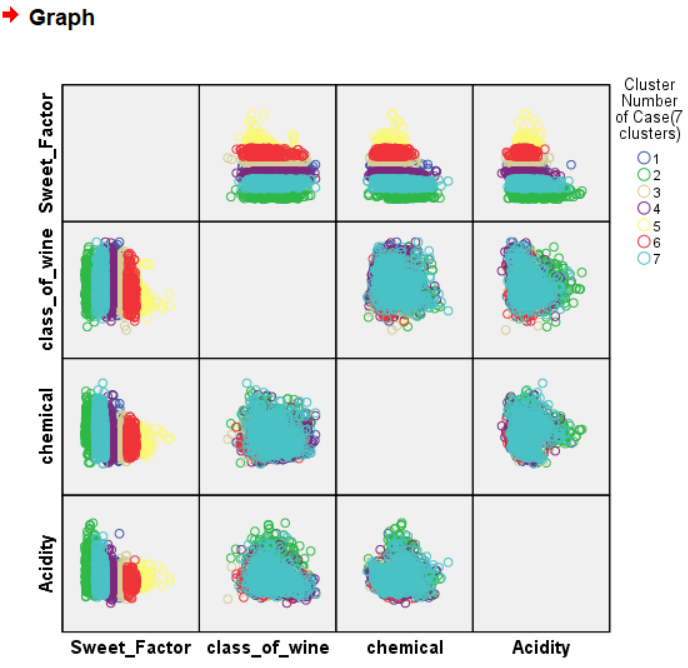 Graph
Cluster
Number
of Case(7
clusters)
1
2
3
4
5
6
7
Sweet_Factor
class_of_wine
chemical
Acidity
Sweet_Factor class_of_wine chemical Acidity